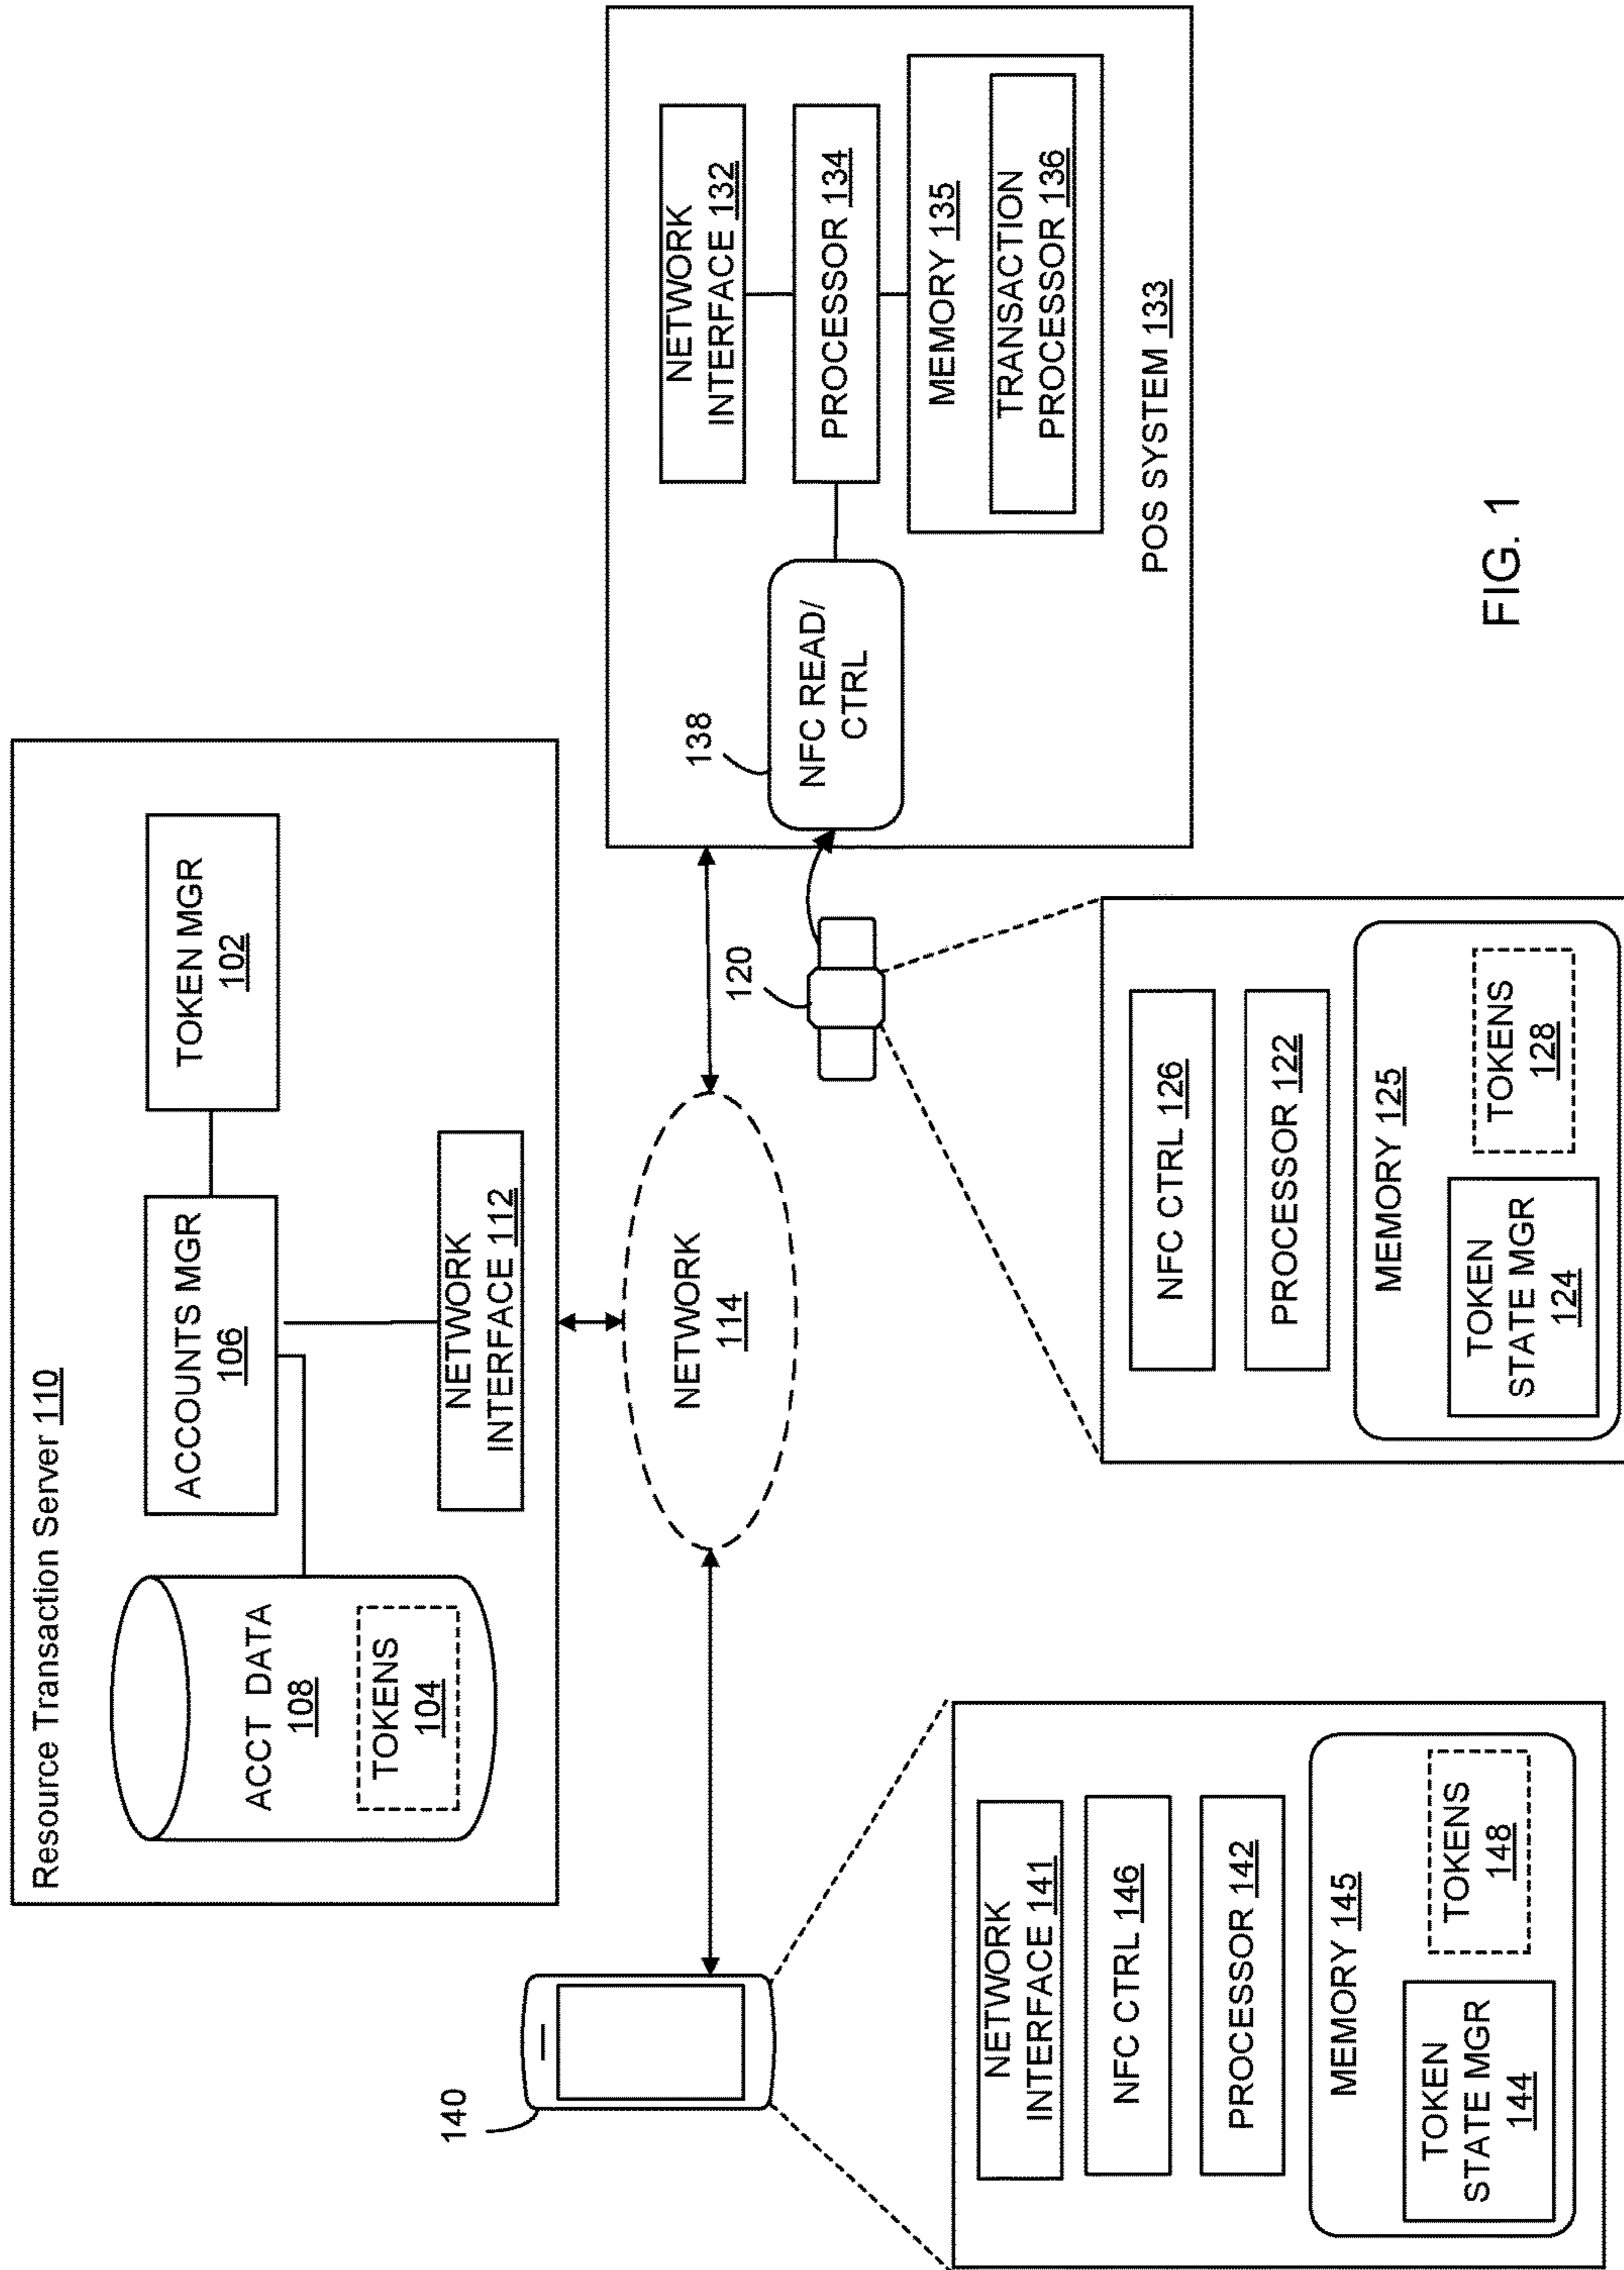 Resource Transaction Server 110
ACCT DATA
108
TOKENS
104
ACCOUNTS MGR
106
TOKEN MGR
102
NETWORK
INTERFACE 112
NETWORK
114
140
NETWORK
INTERFACE 141
NFC CTRL 146
PROCESSOR 142
MEMORY 145
TOKEN
STATE MGR
144
TOKENS
148
120
NFC CTRL 126
PROCESSOR 122
MEMORY 125
TOKEN
STATE MGR
124
TOKENS
128
138
NFC READ/
CTRL
NETWORK
INTERFACE 132
PROCESSOR 134
MEMORY 135
TRANSACTION
PROCESSOR 136
POS SYSTEM 133
FIG. 1